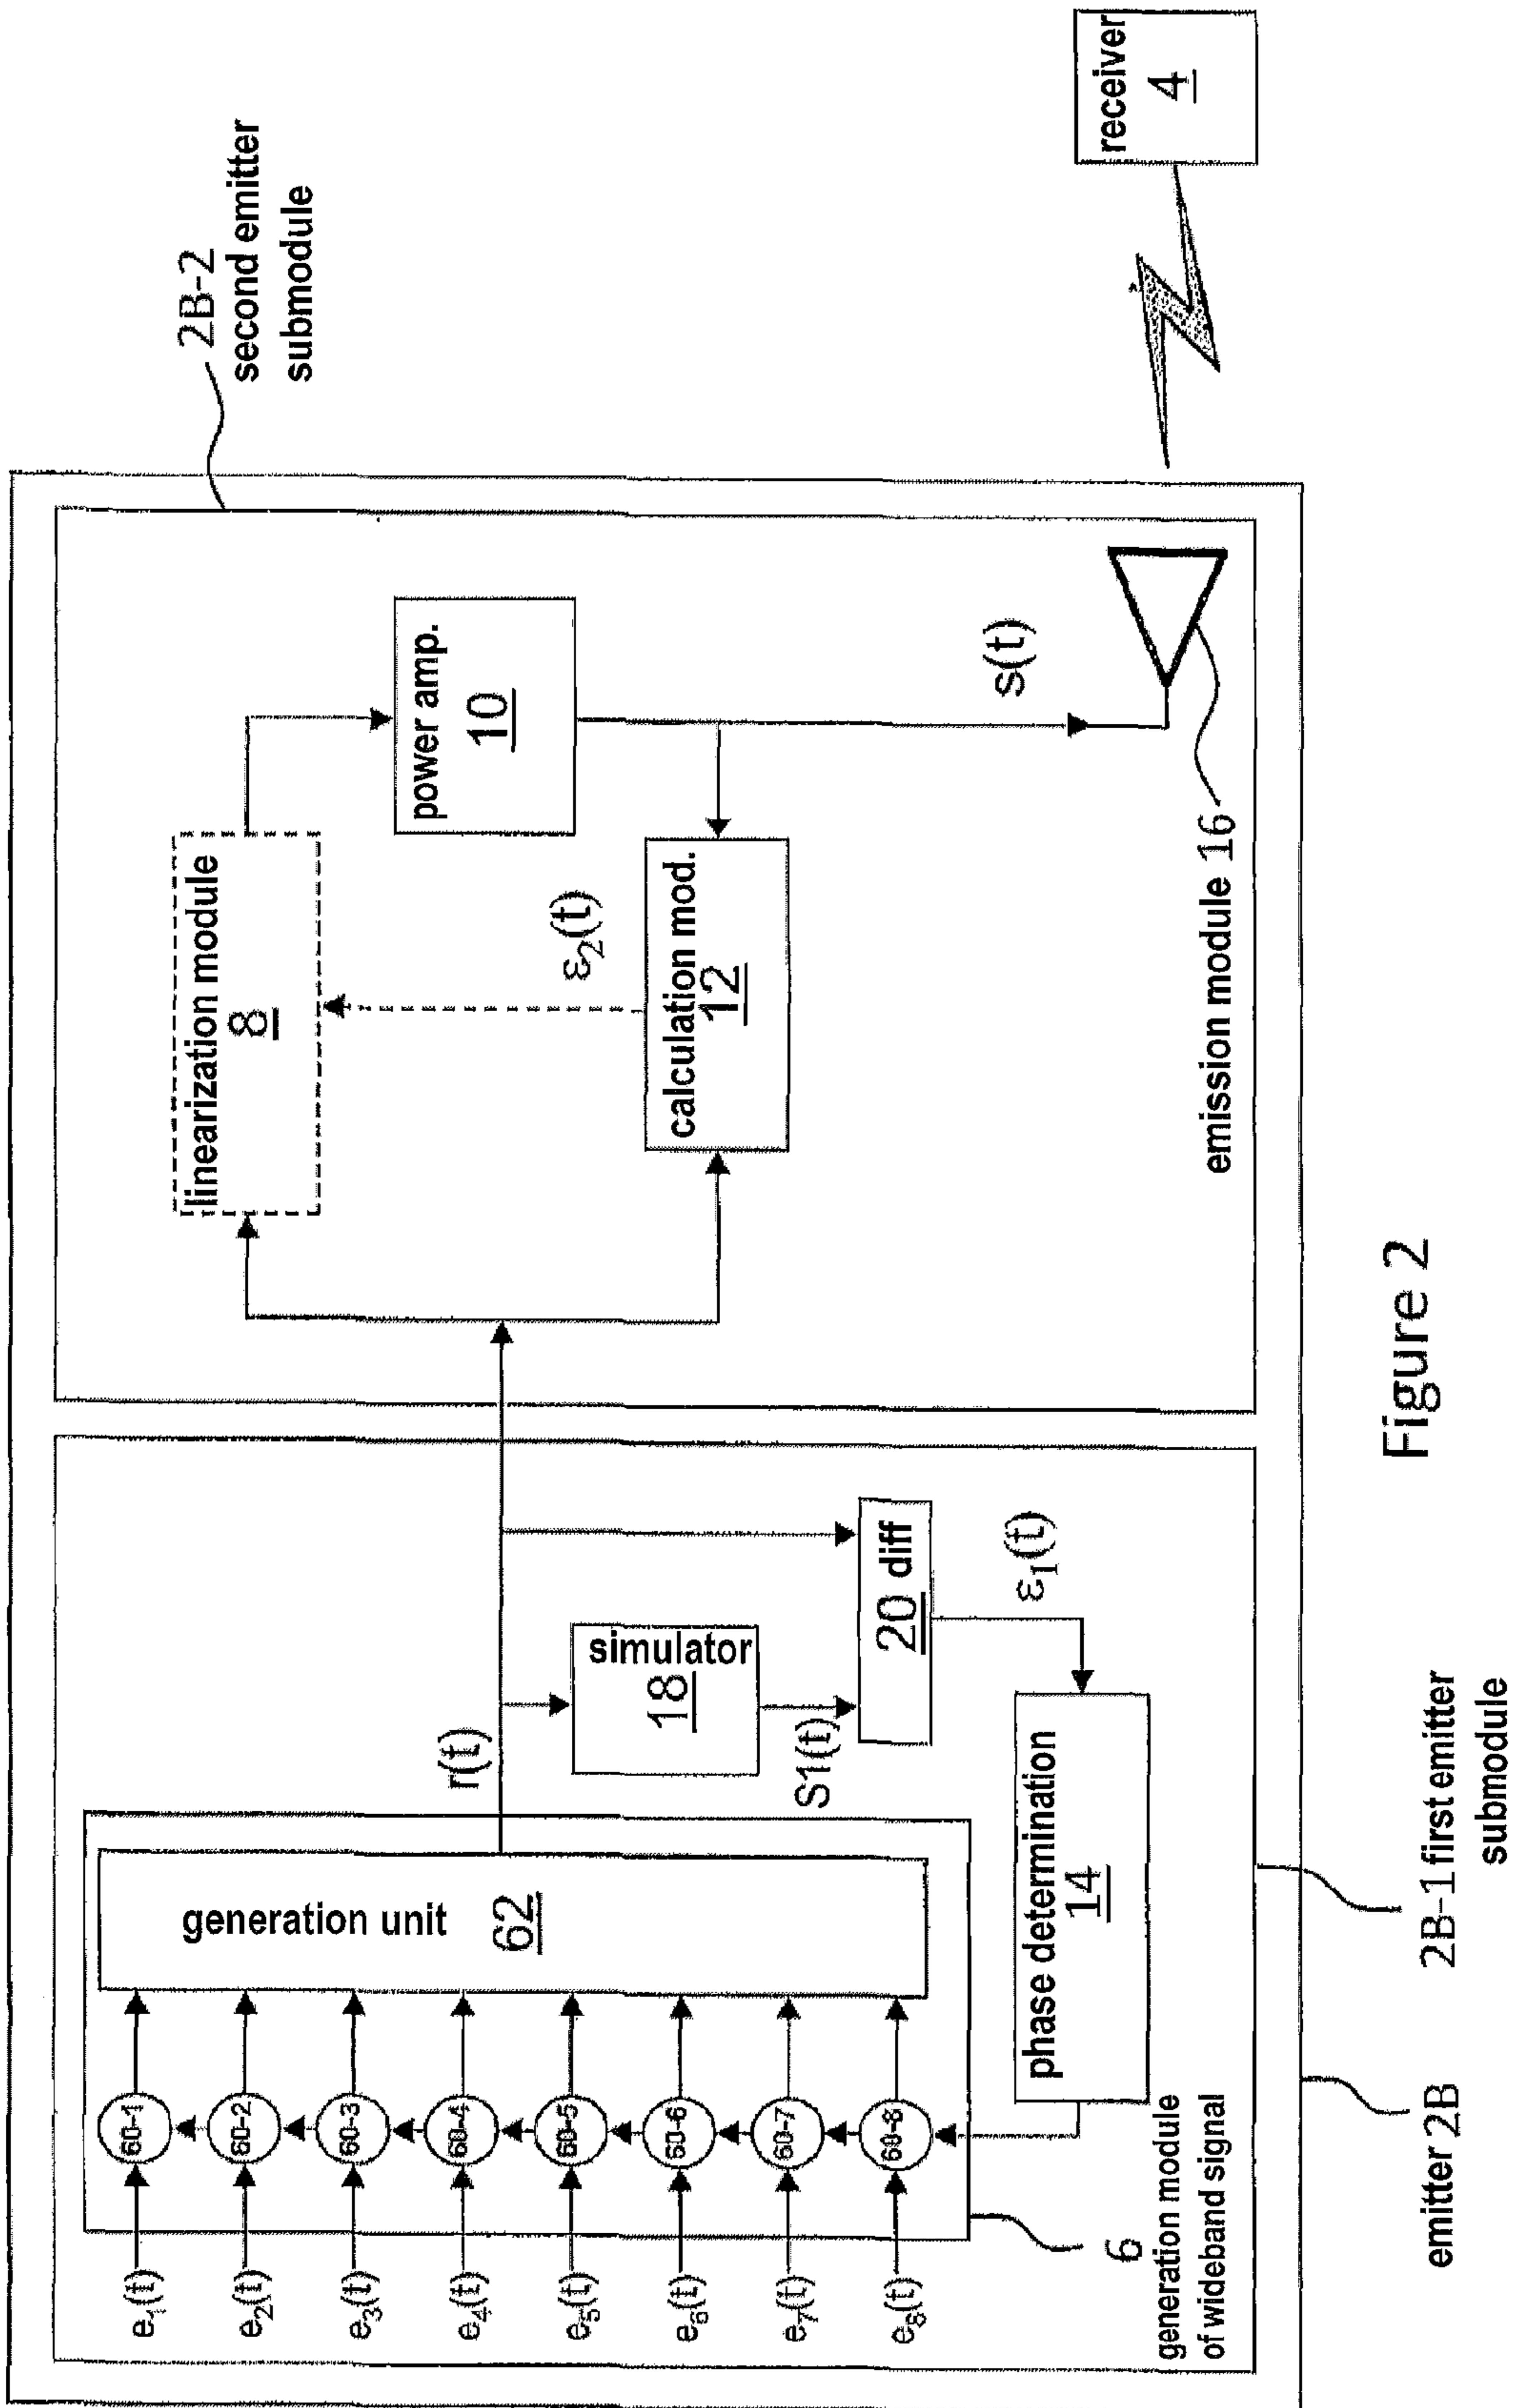 2B-2
second emitter
submodule
receiver
4
linearization module
8
power amp.
10
ε₂(t)
calculation mod.
12
s(t)
emission module 16
r(t)
simulator
18
S1(t)
20 diff
ε₁(t)
phase determination
14
generation unit
62
60-1
60-2
60-3
60-4
60-5
60-6
60-7
60-8
e₁(t)
e₂(t)
e₃(t)
e₄(t)
e₅(t)
e₆(t)
e₇(t)
e₈(t)
6
generation module
of wideband signal
2B-1 first emitter
submodule
emitter 2B
Figure 2